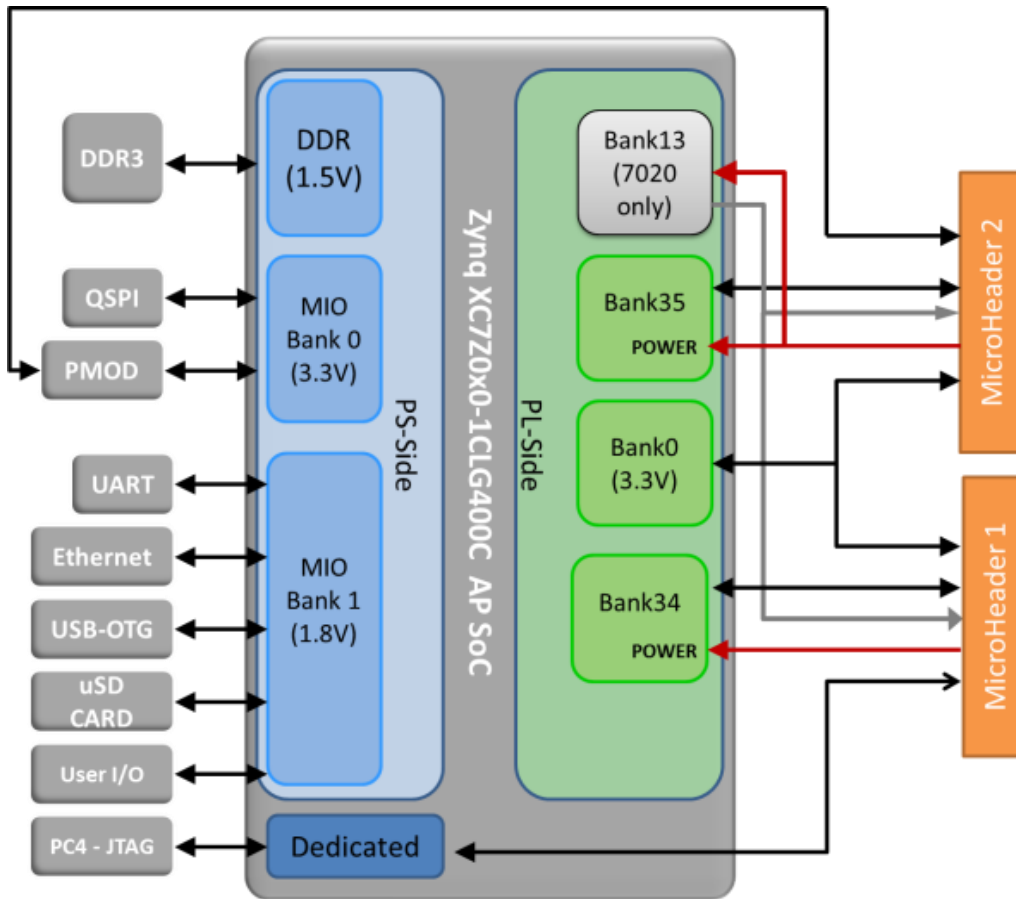 DDR3
QSPI
PMOD
UART
Ethernet
USB-OTG
uSD
CARD
User I/O
PC4 - JTAG
DDR
(1.5V)
MIO
Bank 0
(3.3V)
MIO
Bank 1
(1.8V)
PS-Side
Dedicated
Zynq XC7Z0x0-1CLG400C AP SoC
PL-Side
Bank13
(7020
only)
Bank35
POWER
Bank0
(3.3V)
Bank34
POWER
MicroHeader 2
MicroHeader 1